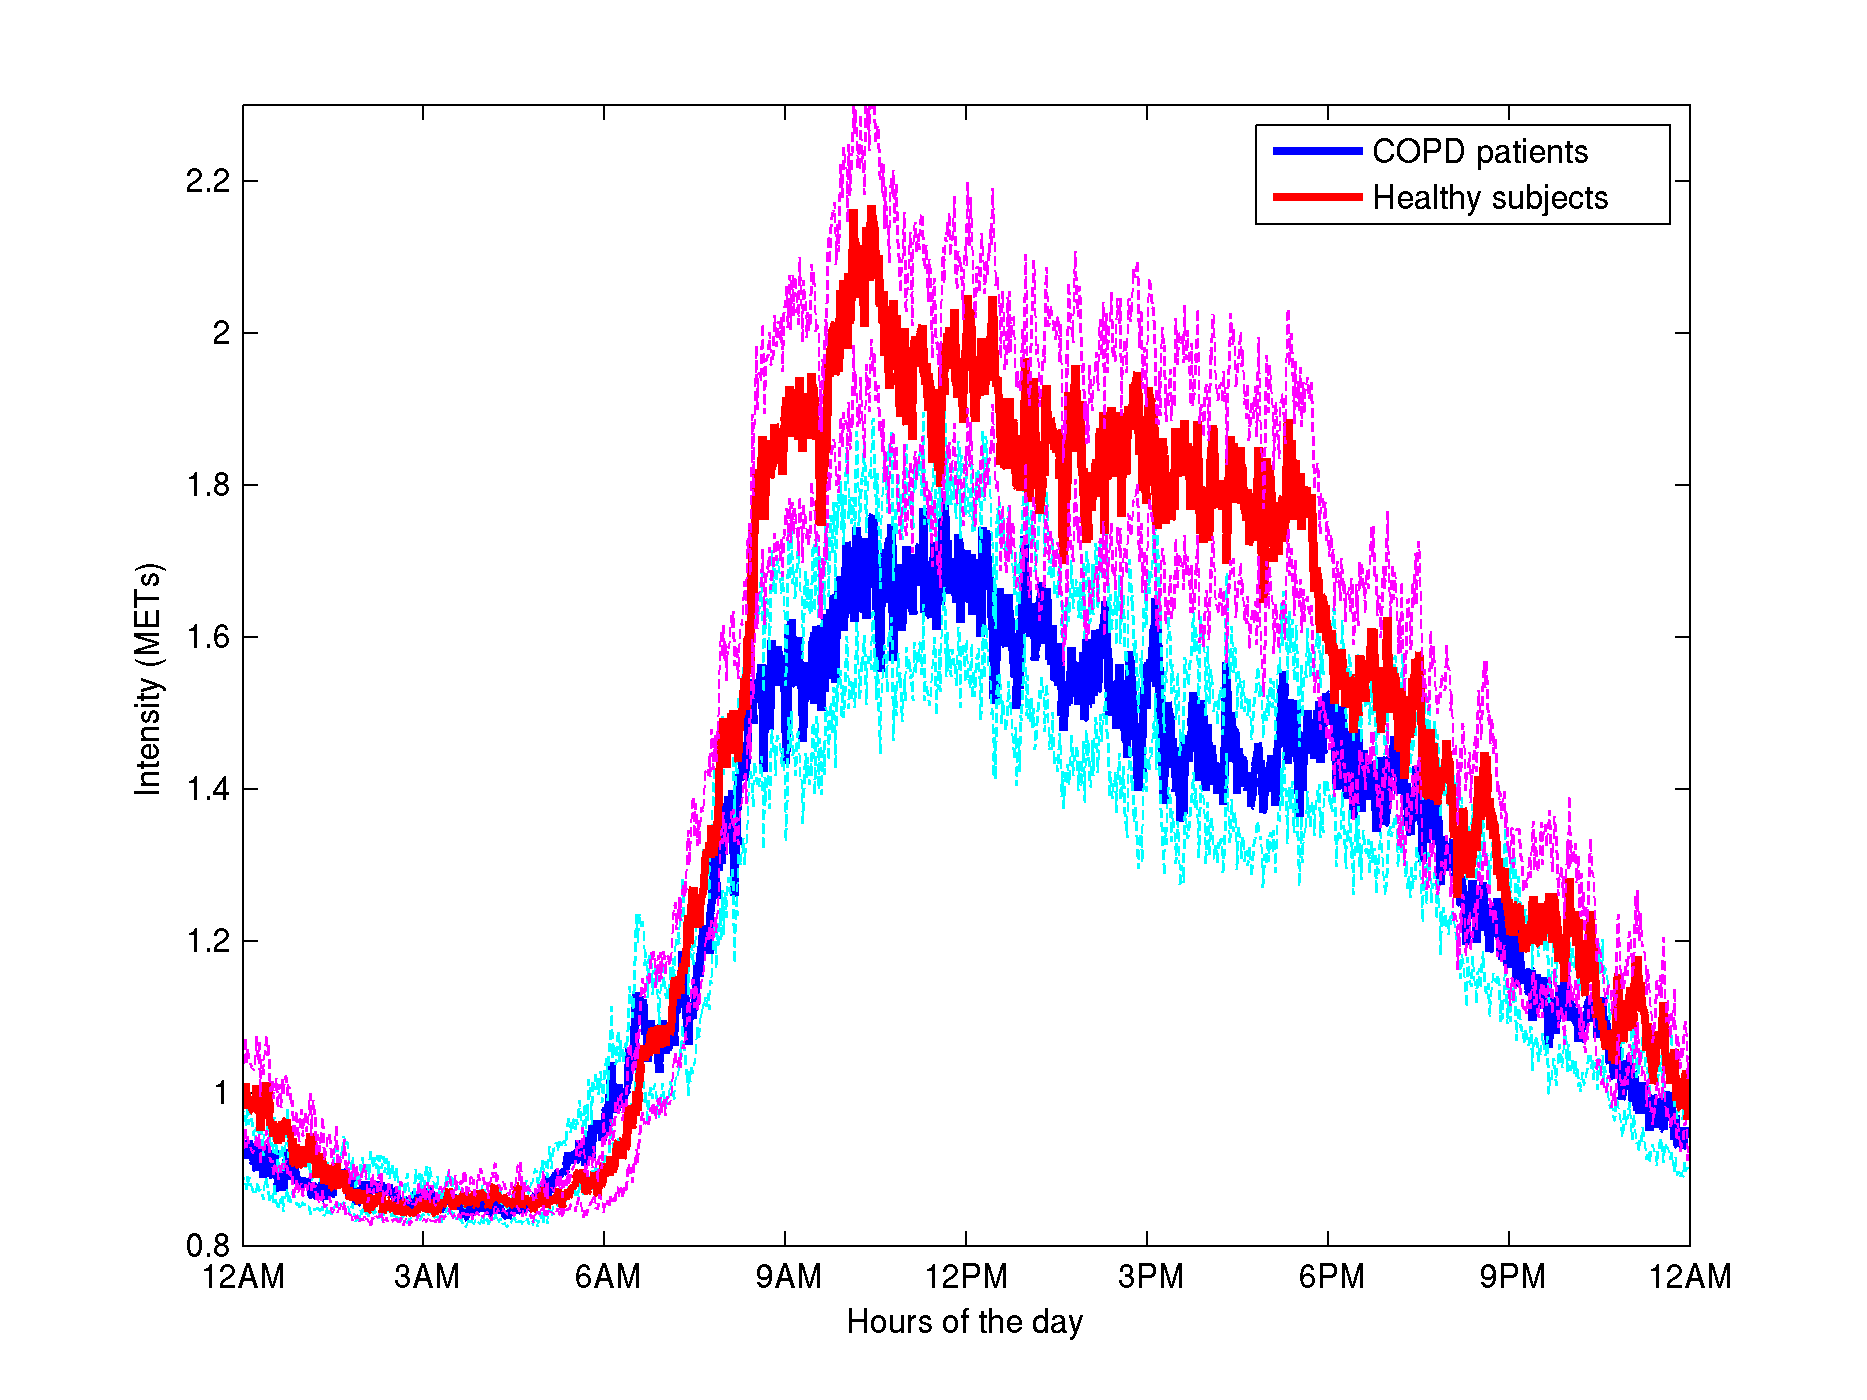 COPD patients
Healthy subjects
2.2
2
1.8
1.6
1.4
1.2
1
0.8
Intensity (METs)
12AM 3AM 6AM 9AM 12PM 3PM 6PM 9PM 12AM
Hours of the day